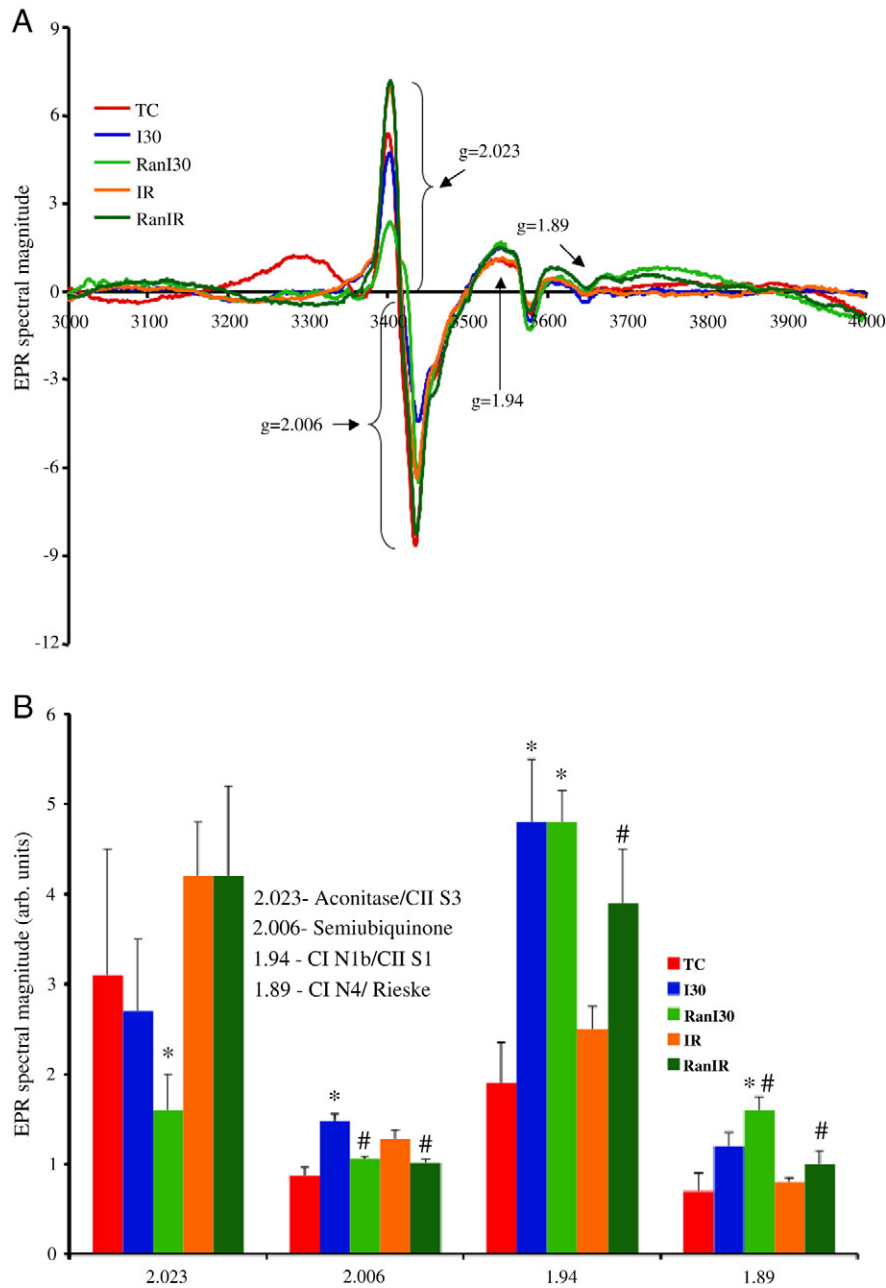 A
9
6
3
0
-3
-6
-9
-12
EPR spectral magnitude
TC
I30
RanI30
IR
RanIR
g=2.023
g=1.89
g=1.94
g=2.006
3000 3100 3200 3300 3400 3500 3600 3700 3800 3900 4000
B
6
5
4
3
2
1
0
EPR spectral magnitude (arb. units)
* * # * # * * # #
2.023- Aconitase/CII S3
2.006- Semiubiquinone
1.94 - CI N1b/CII S1
1.89 - CI N4/ Rieske
TC
I30
RanI30
IR
RanIR
2.023 2.006 1.94 1.89